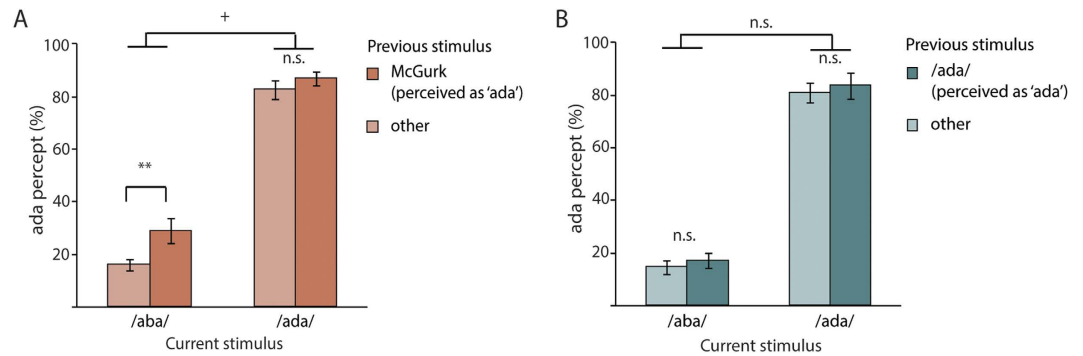 A
+
100
80
60
40
20
ada percept (%)
**
n.s.
/aba/
/ada/
Current stimulus
Previous stimulus
McGurk
(perceived as 'ada')
other
B
n.s.
100
80
60
40
20
ada percept (%)
n.s.
n.s.
/aba/
/ada/
Current stimulus
Previous stimulus
/ada/
(perceived as 'ada')
other